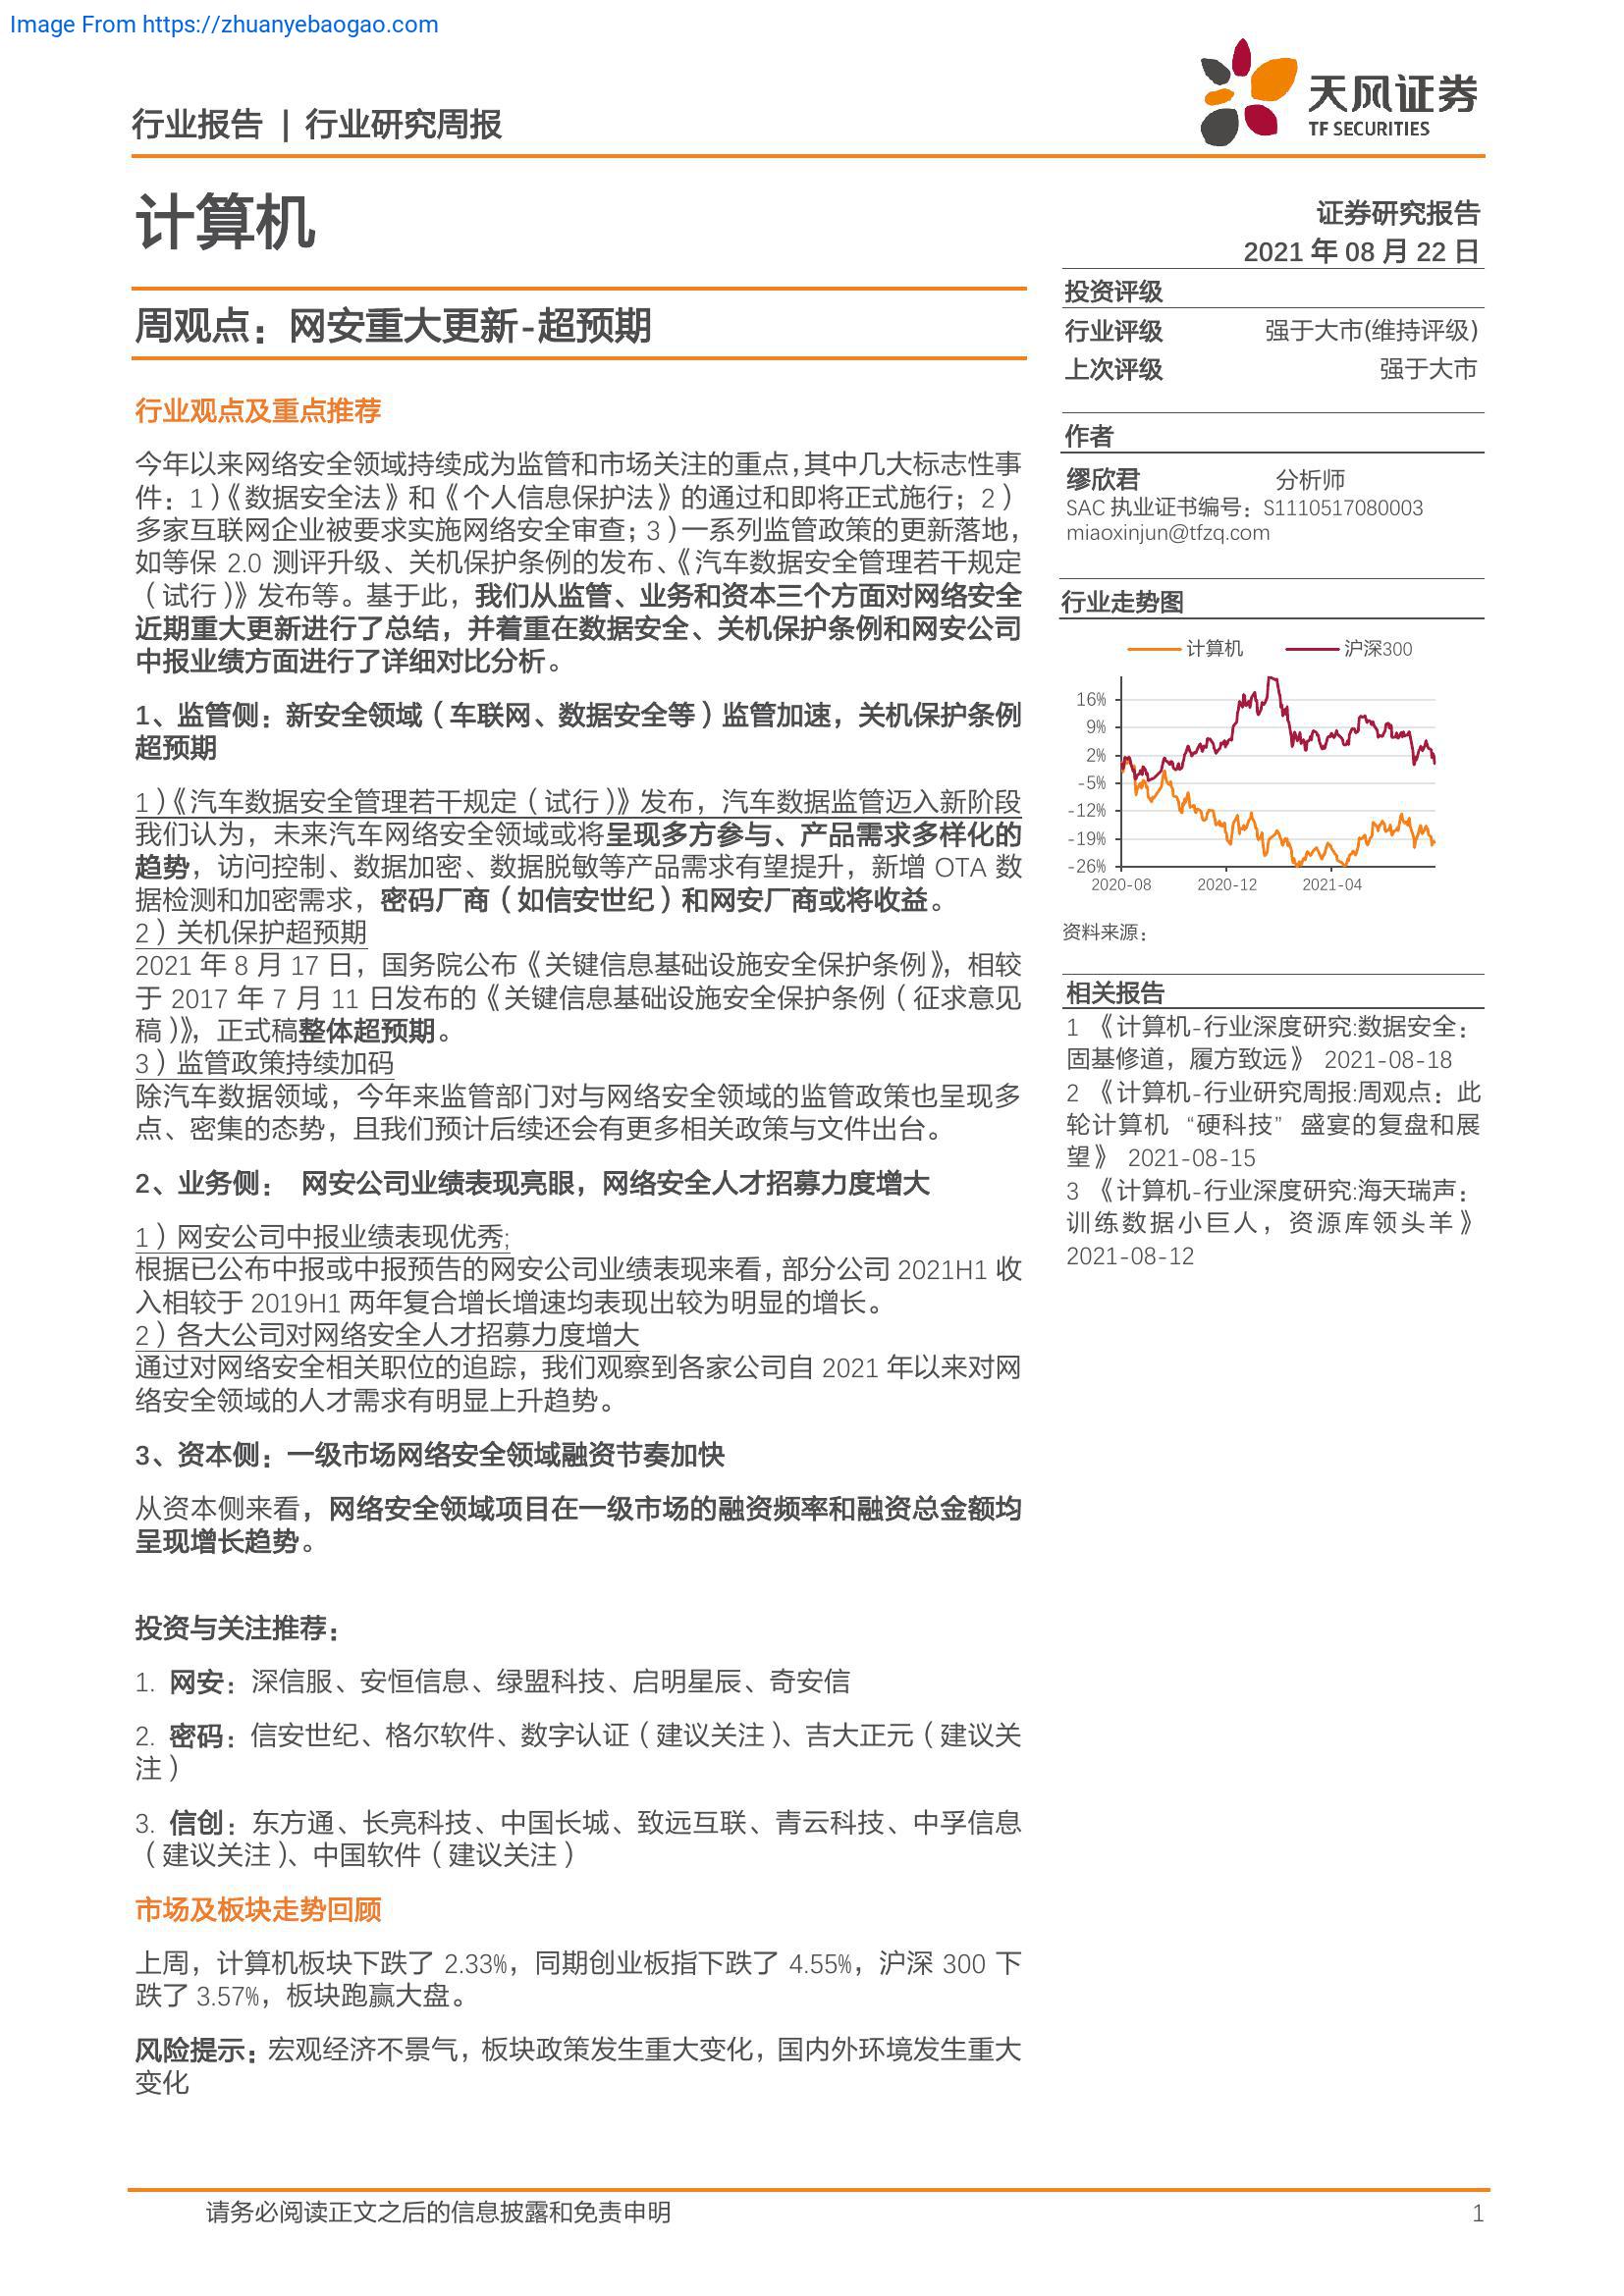 Image From https://zhuanyebaogao.com
行业报告 | 行业研究周报
天风证券
TF SECURITIES
计算机
证券研究报告
2021 年 08 月 22 日
周观点：网安重大更新-超预期
行业观点及重点推荐
今年以来网络安全领域持续成为监管和市场关注的重点，其中几大标志性事
件：1）《数据安全法》和《个人信息保护法》的通过和即将正式施行；2）
多家互联网企业被要求实施网络安全审查；3）一系列监管政策的更新落地，
如等保 2.0 测评升级、关机保护条例的发布、《汽车数据安全管理若干规定
（试行）》发布等。基于此，我们从监管、业务和资本三个方面对网络安全
近期重大更新进行了总结，并着重在数据安全、关机保护条例和网安公司
中报业绩方面进行了详细对比分析。
1、监管侧：新安全领域（车联网、数据安全等）监管加速，关机保护条例
超预期
1）《汽车数据安全管理若干规定（试行）》发布，汽车数据监管迈入新阶段
我们认为，未来汽车网络安全领域或将呈现多方参与、产品需求多样化的
趋势，访问控制、数据加密、数据脱敏等产品需求有望提升，新增 OTA 数
据检测和加密需求，密码厂商（如信安世纪）和网安厂商或将收益。
2）关机保护超预期
2021 年 8 月 17 日，国务院公布《关键信息基础设施安全保护条例》，相较
于 2017 年 7 月 11 日发布的《关键信息基础设施安全保护条例（征求意见
稿）》，正式稿整体超预期。
3）监管政策持续加码
除汽车数据领域，今年来监管部门对与网络安全领域的监管政策也呈现多
点、密集的态势，且我们预计后续还会有更多相关政策与文件出台。
2、业务侧： 网安公司业绩表现亮眼，网络安全人才招募力度增大
1）网安公司中报业绩表现优秀;
根据已公布中报或中报预告的网安公司业绩表现来看，部分公司 2021H1 收
入相较于 2019H1 两年复合增长增速均表现出较为明显的增长。
2）各大公司对网络安全人才招募力度增大
通过对网络安全相关职位的追踪，我们观察到各家公司自 2021 年以来对网
络安全领域的人才需求有明显上升趋势。
3、资本侧：一级市场网络安全领域融资节奏加快
从资本侧来看，网络安全领域项目在一级市场的融资频率和融资总金额均
呈现增长趋势。
投资与关注推荐：
1. 网安：深信服、安恒信息、绿盟科技、启明星辰、奇安信
2. 密码：信安世纪、格尔软件、数字认证（建议关注）、吉大正元（建议关
注）
3. 信创：东方通、长亮科技、中国长城、致远互联、青云科技、中孚信息
（建议关注）、中国软件（建议关注）
市场及板块走势回顾
上周，计算机板块下跌了 2.33%，同期创业板指下跌了 4.55%，沪深 300 下
跌了 3.57%，板块跑赢大盘。
风险提示：宏观经济不景气，板块政策发生重大变化，国内外环境发生重大
变化
投资评级
行业评级 强于大市(维持评级)
上次评级 强于大市
作者
缪欣君 分析师
SAC 执业证书编号：S1110517080003
miaoxinjun@tfzq.com
行业走势图
计算机 沪深300
16%
9%
2%
-5%
-12%
-19%
-26%
2020-08 2020-12 2021-04
资料来源：
相关报告
1 《计算机-行业深度研究:数据安全：
固基修道，履方致远》 2021-08-18
2 《计算机-行业研究周报:周观点：此
轮计算机 “硬科技” 盛宴的复盘和展
望》 2021-08-15
3 《计算机-行业深度研究:海天瑞声：
训练数据小巨人，资源库领头羊》
2021-08-12
请务必阅读正文之后的信息披露和免责申明 1